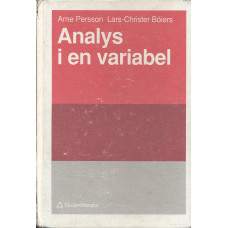 Arne Persson Lars-Christer Böiers
Analys
i en variabel
Studentlitteratur